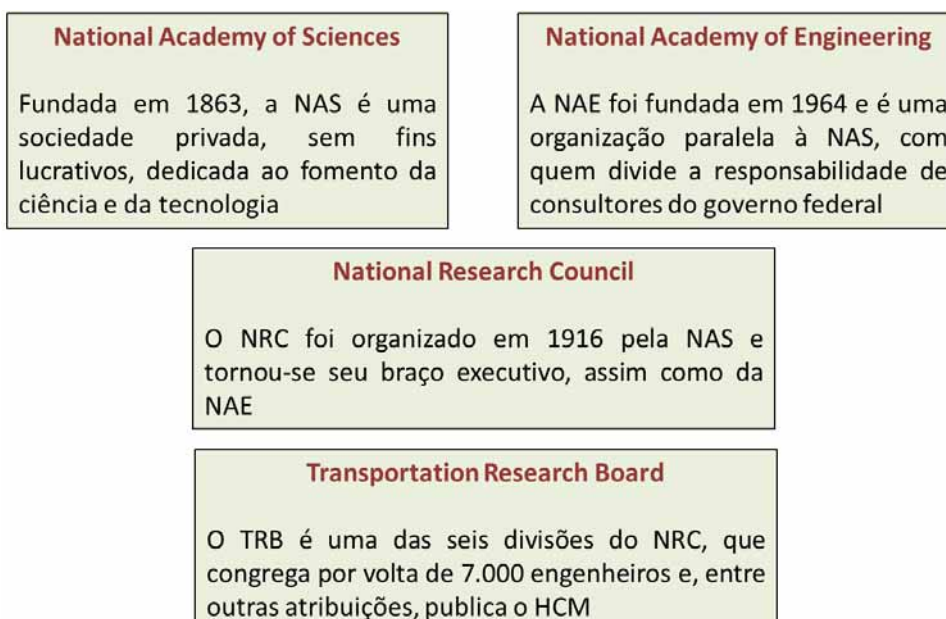 National Academy of Sciences
Fundada em 1863, a NAS é uma
sociedade privada, sem fins
lucrativos, dedicada ao fomento da
ciência e da tecnologia
National Academy of Engineering
A NAE foi fundada em 1964 e é uma
organização paralela à NAS, com
quem divide a responsabilidade de
consultores do governo federal
National Research Council
O NRC foi organizado em 1916 pela NAS e
tornou-se seu braço executivo, assim como da
NAE
Transportation Research Board
O TRB é uma das seis divisões do NRC, que
congrega por volta de 7.000 engenheiros e, entre
outras atribuições, publica o HCM